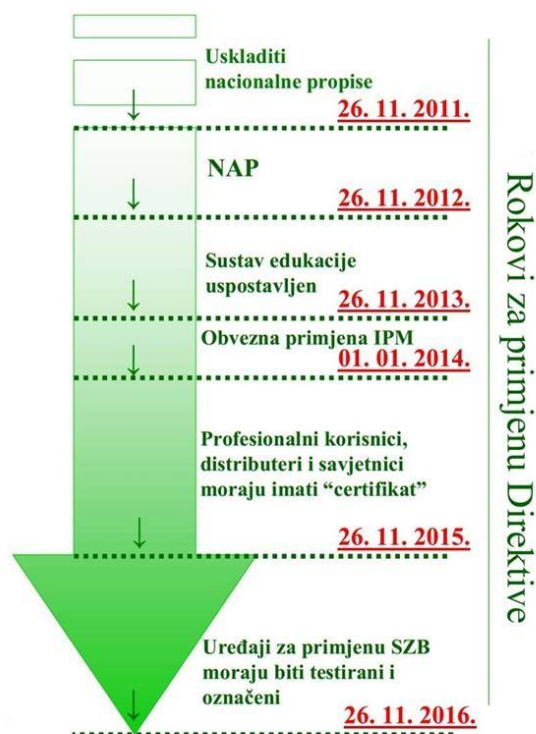 Uskladiti
nacionalne propise
26. 11. 2011.
NAP
26. 11. 2012.
Sustav edukacije
uspostavljen
26. 11. 2013.
Obvezna primjena IPM
01. 01. 2014.
Profesionalni korisnici,
distributeri i savjetnici
moraju imati “certifikat”
26. 11. 2015.
Uređaji za primjenu SZB
moraju biti testirani i
označeni
26. 11. 2016.
Rokovi za primjenu Direktive